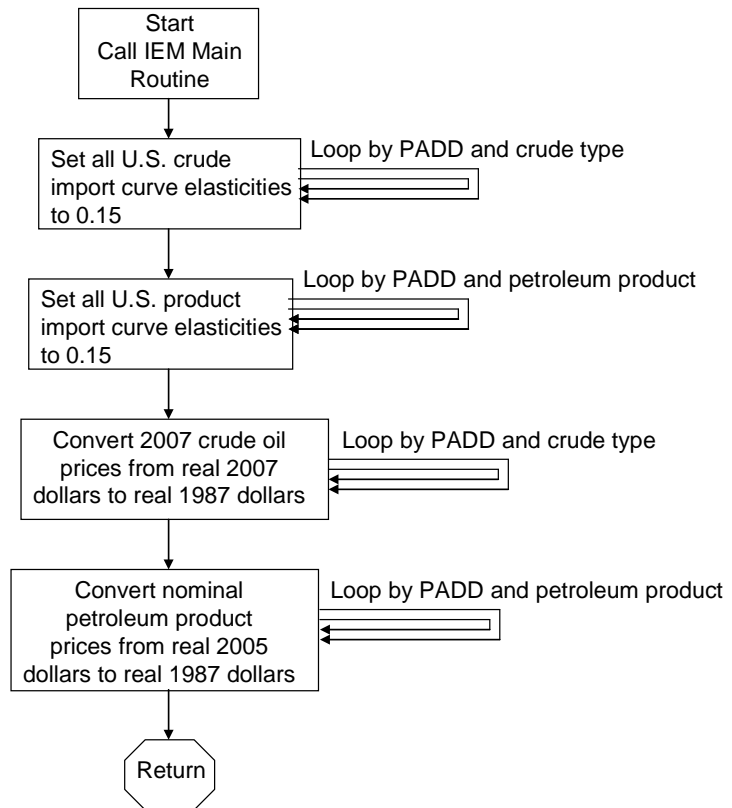 Start
Call IEM Main
Routine
Loop by PADD and crude type
Set all U.S. crude
import curve elasticities
to 0.15
Loop by PADD and petroleum product
Set all U.S. product
import curve elasticities
to 0.15
Convert 2007 crude oil
prices from real 2007
dollars to real 1987 dollars
Loop by PADD and crude type
Convert nominal
petroleum product
prices from real 2005
dollars to real 1987 dollars
Loop by PADD and petroleum product
Return